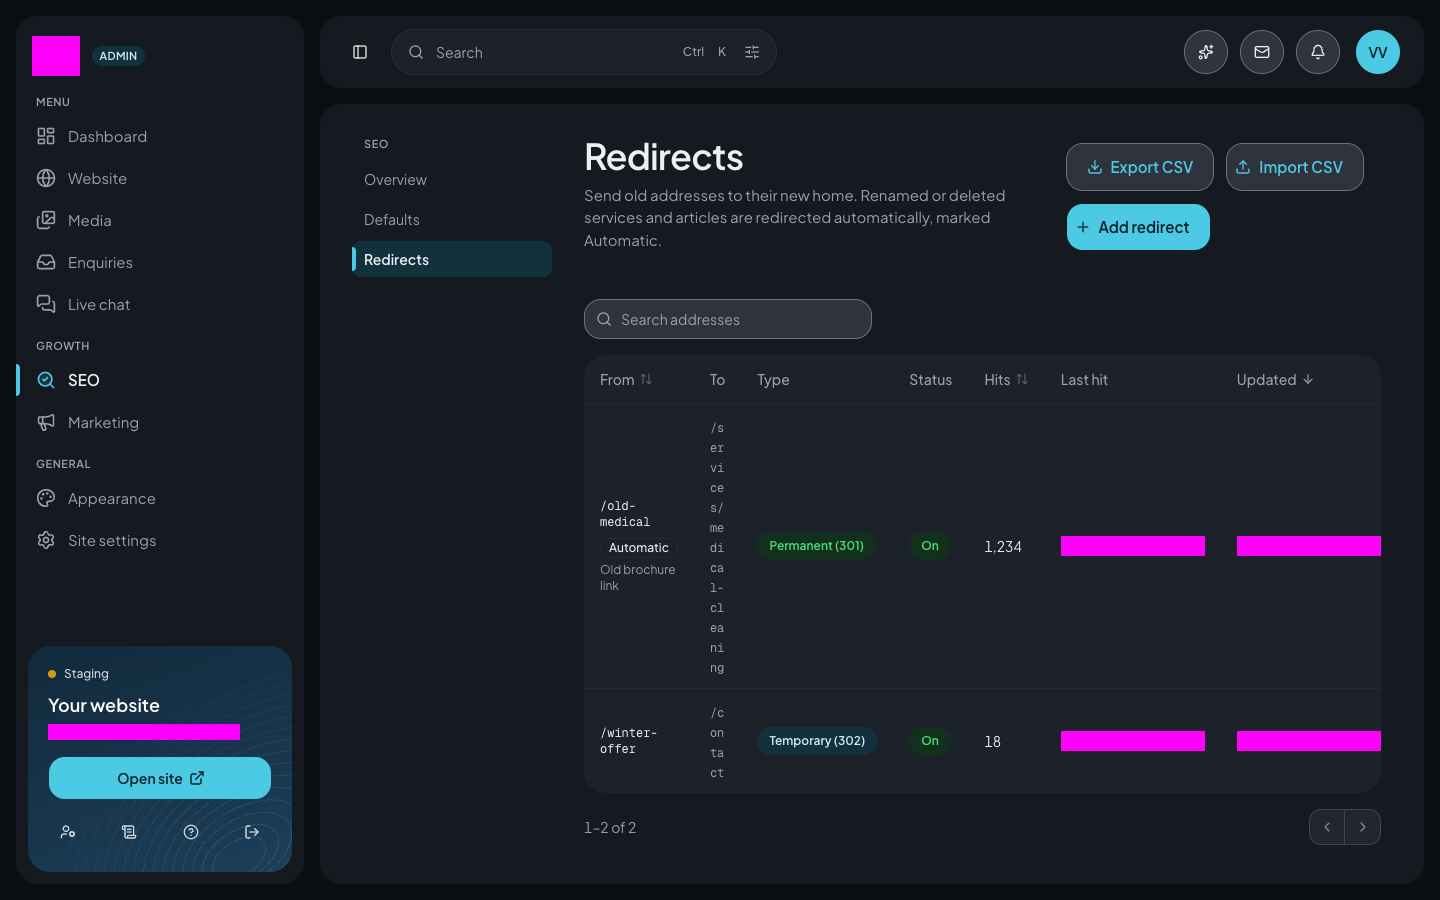 ADMIN
MENU
Dashboard
Website
Media
Enquiries
Live chat
GROWTH
SEO
Marketing
GENERAL
Appearance
Site settings
Staging
Your website
Open site
Search
Ctrl K
VV
SEO
Overview
Defaults
Redirects
Redirects
Send old addresses to their new home. Renamed or deleted
services and articles are redirected automatically, marked
Automatic.
Export CSV
Import CSV
Add redirect
Search addresses
From To Type Status Hits Last hit Updated
/old-
medical
Automatic
Old brochure
link
/s
er
vi
ce
s/
me
di
ca
l-
cl
ea
ni
ng
Permanent (301)
On
1,234
/winter-
offer
/c
on
ta
ct
Temporary (302)
On
18
1–2 of 2